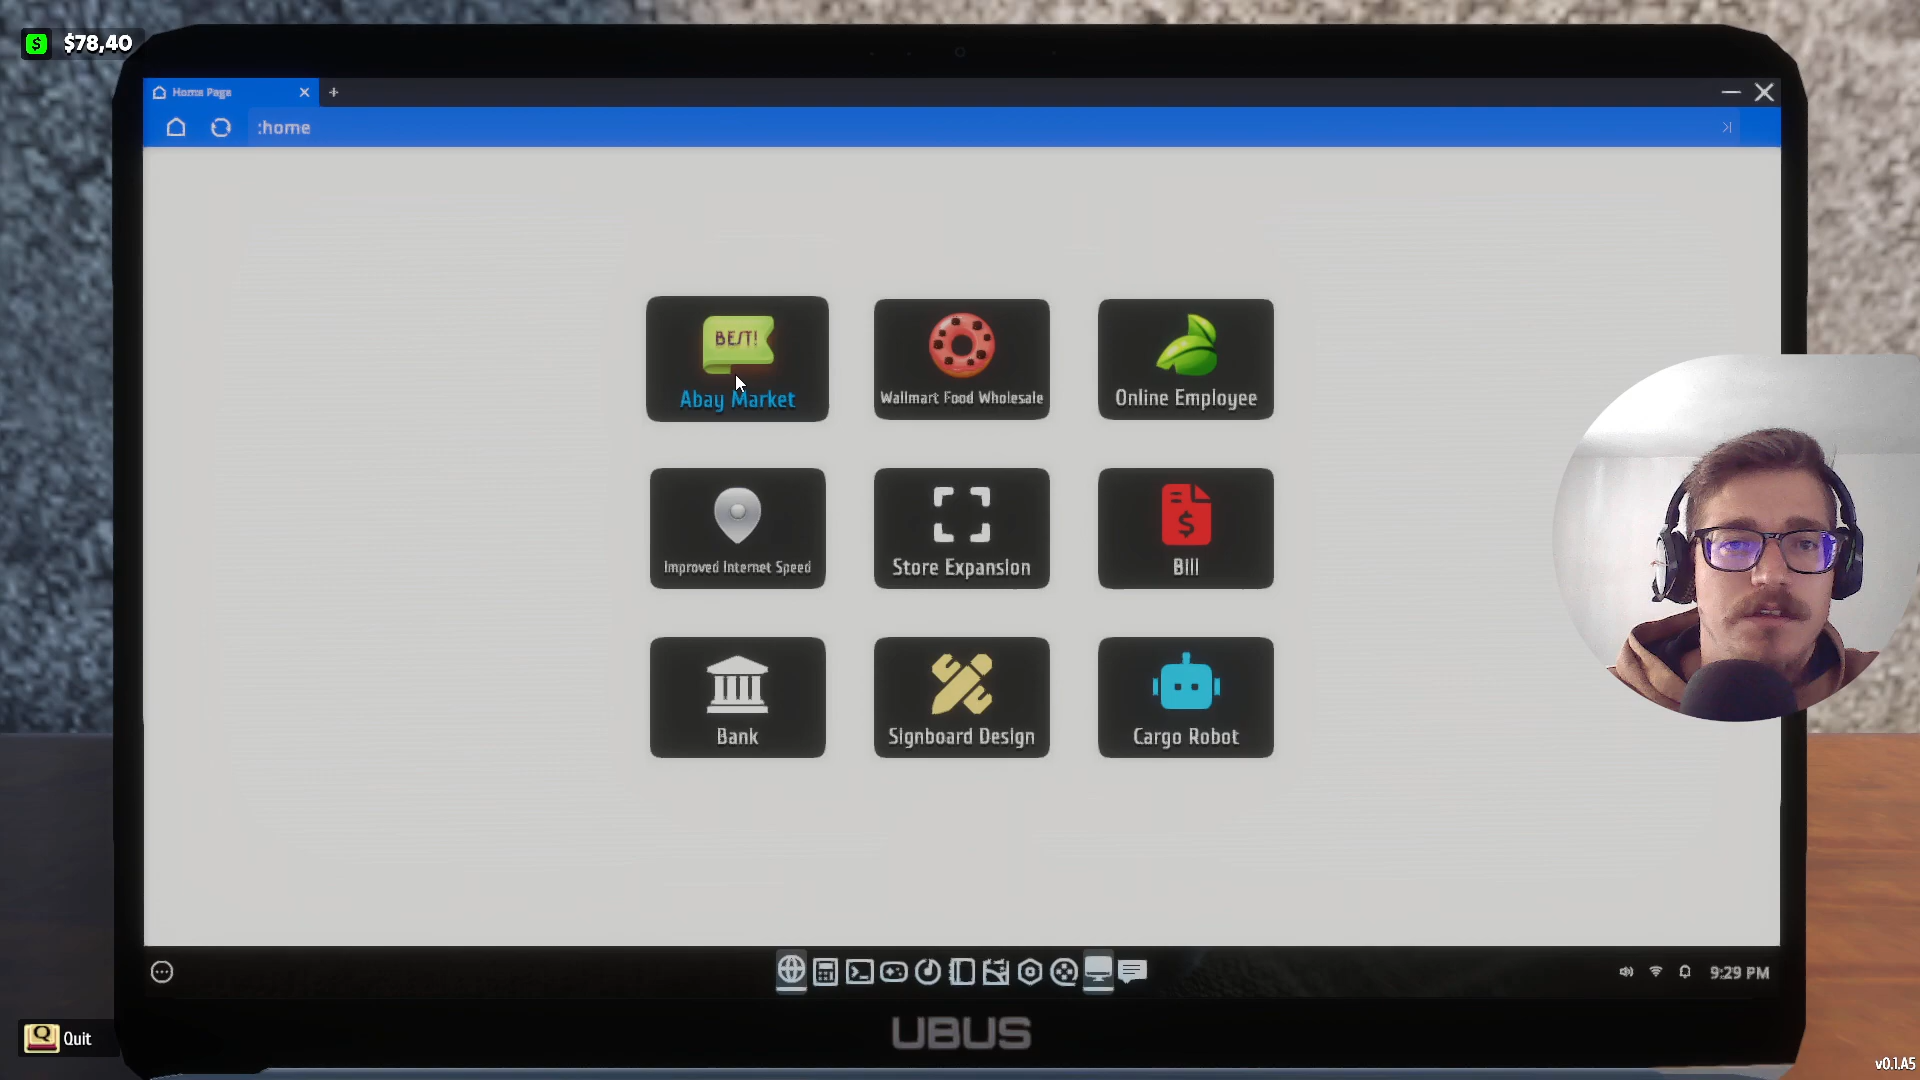 $78,40
Home Page
:home
BEST!
Abay Market
Wallmart Food Wholesale
Online Employee
Improved Internet Speed
Store Expansion
$
Bill
Bank
Signboard Design
Cargo Robot
9:29 PM
Q Quit
UBUS
v0.1.A5